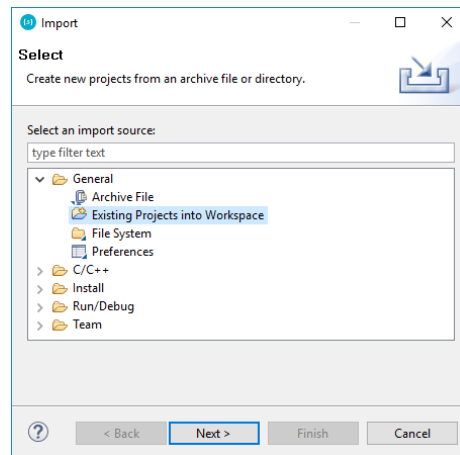 Import
Select
Create new projects from an archive file or directory.
Select an import source:
type filter text
General
Archive File
Existing Projects into Workspace
File System
Preferences
C/C++
Install
Run/Debug
Team
? < Back Next > Finish Cancel